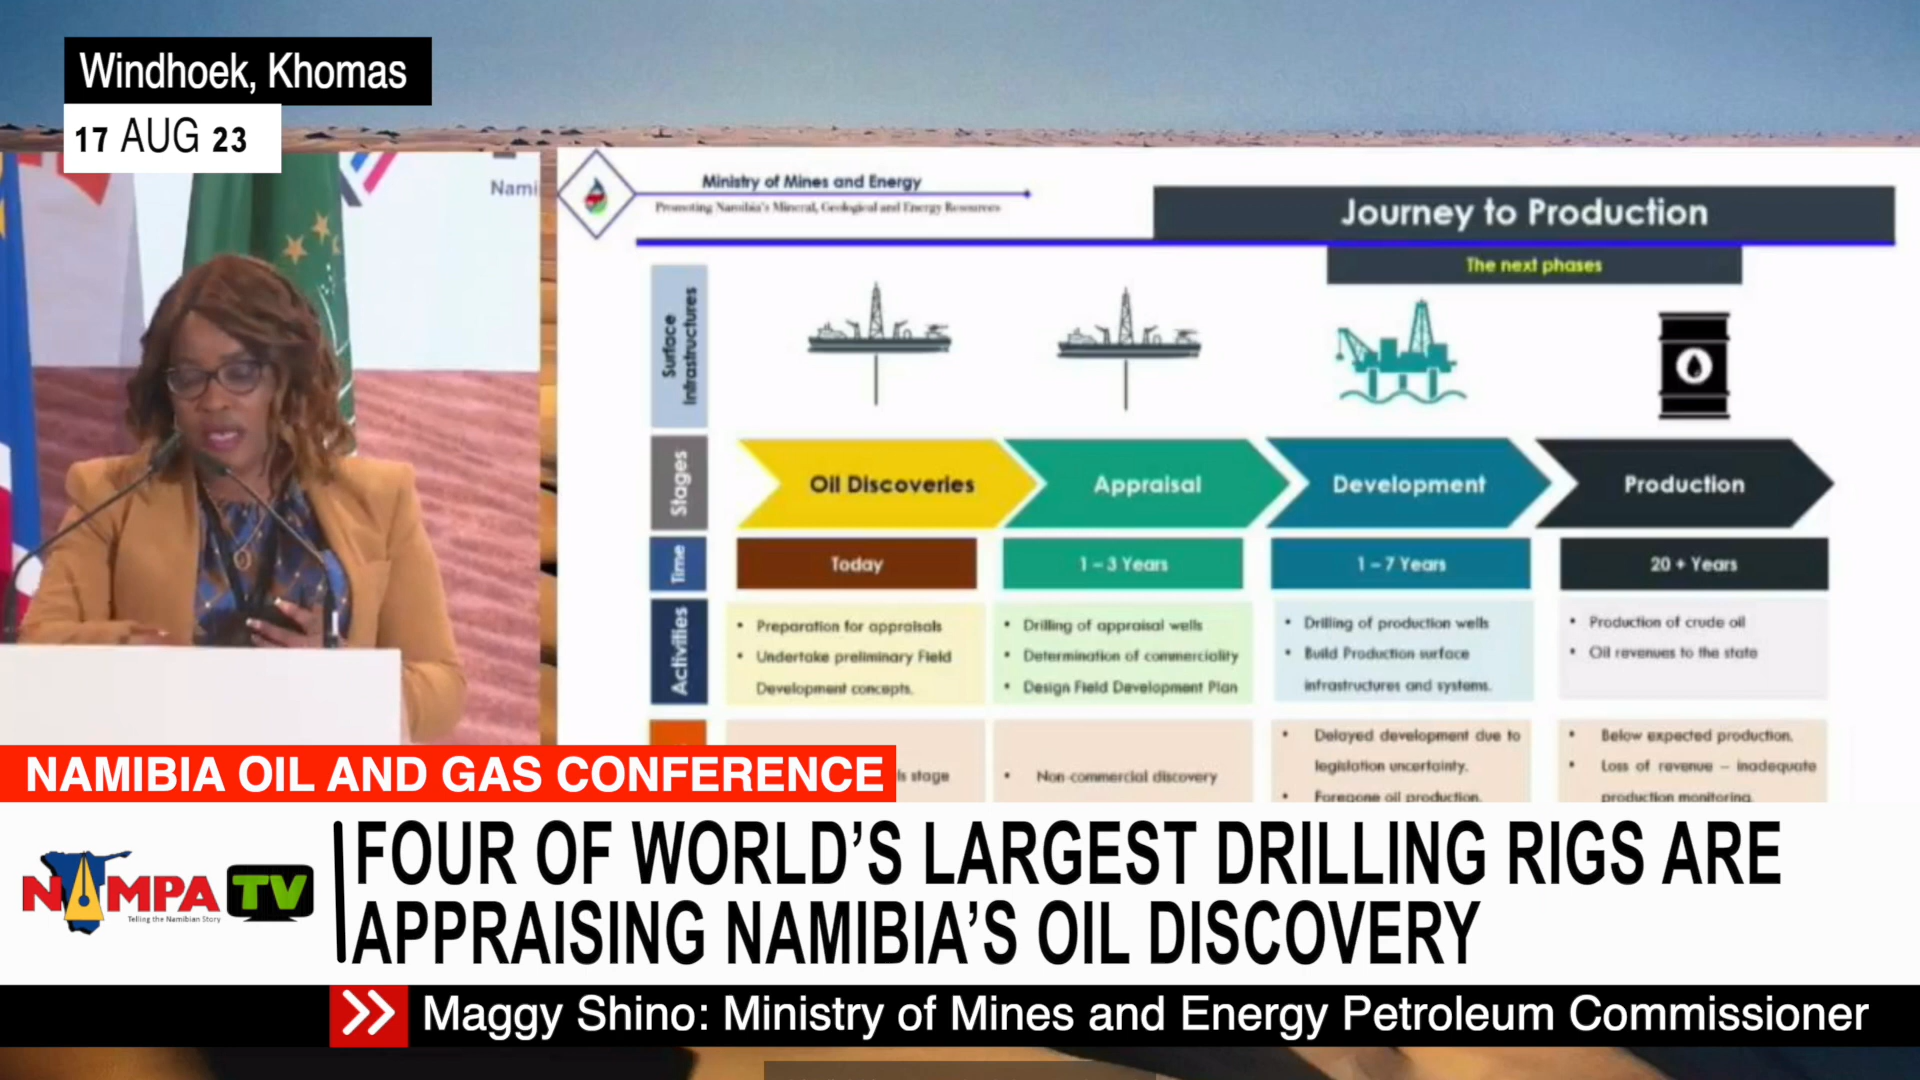 Windhoek, Khomas
17 AUG 23
Nami
Ministry of Mines and Energy
Promoting Namibia's Mineral, Geological and Energy Resources
Journey to Production
The next phases
Surface
Infrastructures
Stages
Oil Discoveries
Appraisal
Development
Production
Time
Today
1 – 3 Years
1 – 7 Years
20 + Years
Activities
• Preparation for appraisals
• Undertake preliminary Field
Development concepts.
• Drilling of appraisal wells
• Determination of commerciality
• Design Field Development Plan
• Drilling of production wells
• Build Production surface
infrastructures and systems.
• Production of crude oil
• Oil revenues to the state
stage
• Non-commercial discovery
• Delayed development due to
legislation uncertainty.
• Foregone oil production.
• Below expected production.
• Loss of revenue – inadequate
production monitoring.
NAMIBIA OIL AND GAS CONFERENCE
NAMPA TV
Telling the Namibian Story
FOUR OF WORLD'S LARGEST DRILLING RIGS ARE
APPRAISING NAMIBIA'S OIL DISCOVERY
Maggy Shino: Ministry of Mines and Energy Petroleum Commissioner